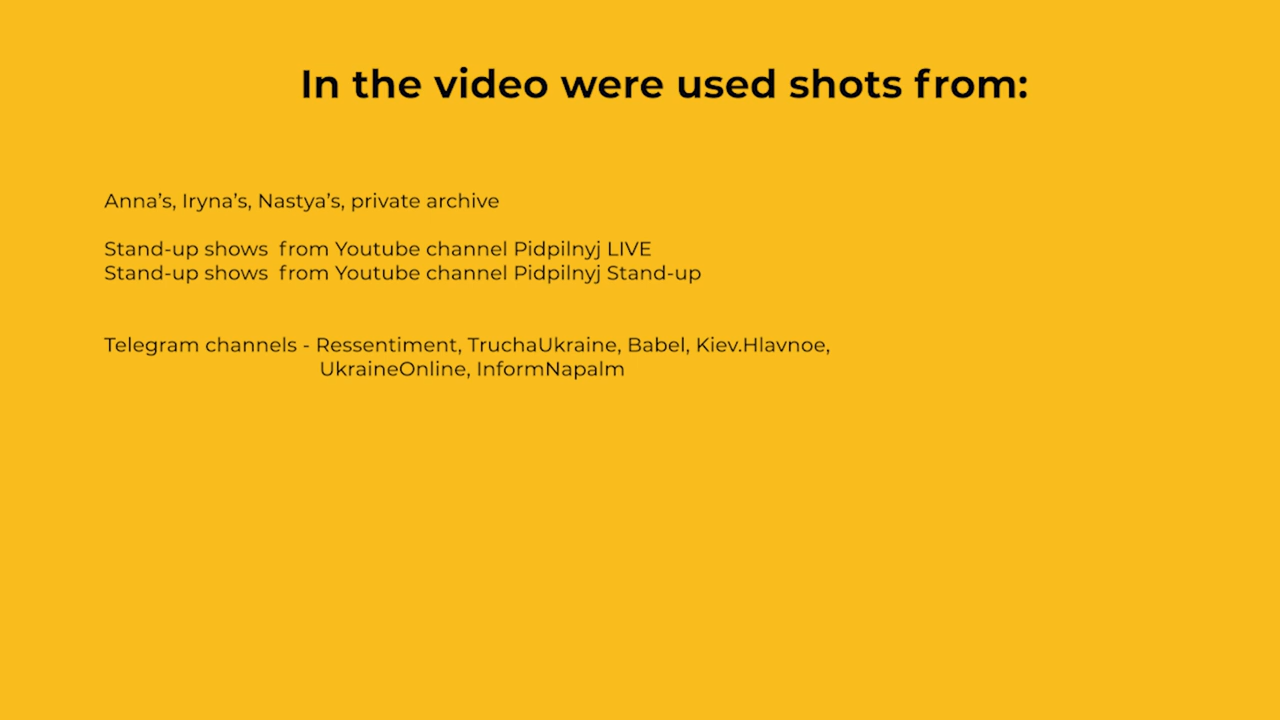 In the video were used shots from:
Anna’s, Iryna’s, Nastya’s, private archive
Stand-up shows  from Youtube channel Pidpilnyj LIVE
Stand-up shows  from Youtube channel Pidpilnyj Stand-up
Telegram channels - Ressentiment, TruchaUkraine, Babel, Kiev.Hlavnoe,
UkraineOnline, InformNapalm